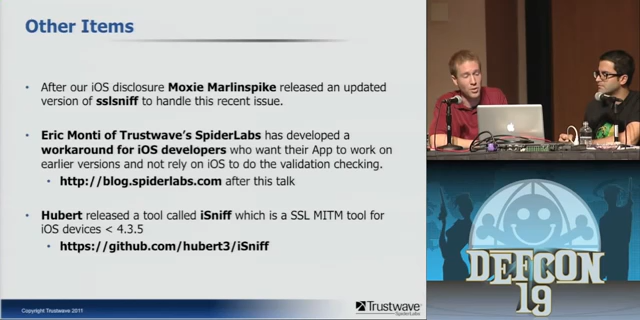 Other Items
• After our iOS disclosure Moxie Marlinspike released an updated
version of sslsniff to handle this recent issue.
• Eric Monti of Trustwave's SpiderLabs has developed a
workaround for iOS developers who want their App to work on
earlier versions and not rely on iOS to do the validation checking.
• http://blog.spiderlabs.com after this talk
• Hubert released a tool called iSniff which is a SSL MITM tool for
iOS devices < 4.3.5
• https://github.com/hubert3/iSniff
Copyright Trustwave 2011
Trustwave
SpiderLabs
DEFCON
19